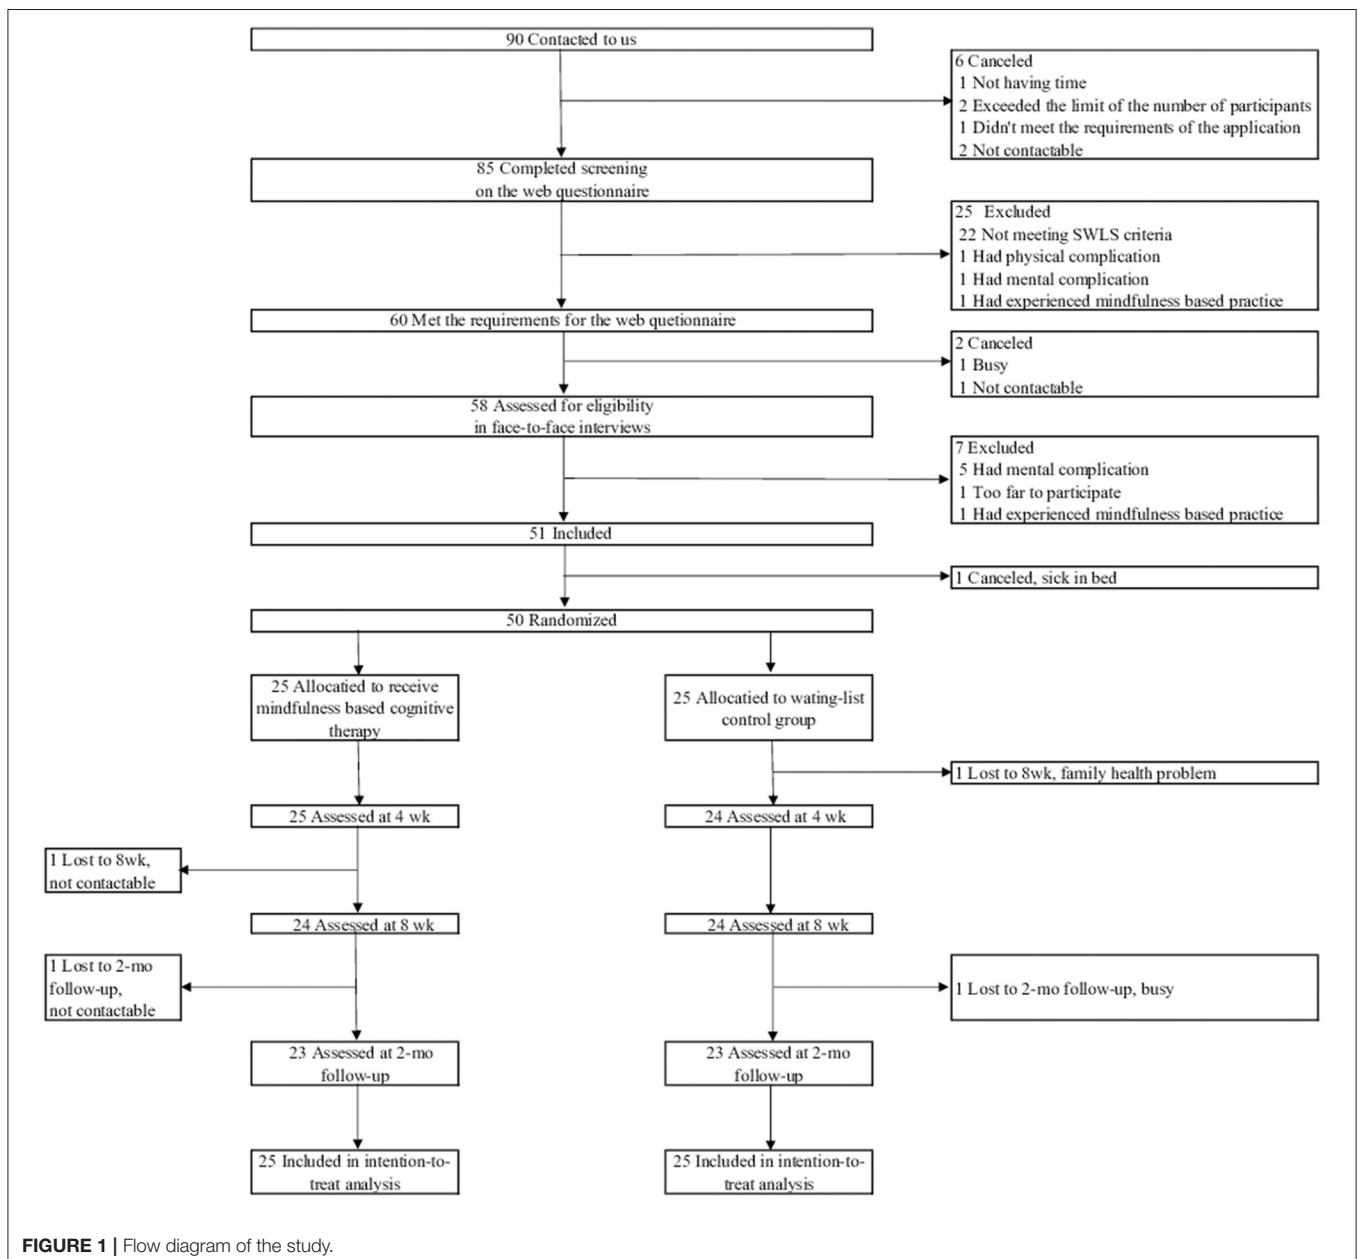 90 Contacted to us
6 Canceled
1 Not having time
2 Exceeded the limit of the number of participants
1 Didn't meet the requirements of the application
2 Not contactable
85 Completed screening
on the web questionnaire
25 Excluded
22 Not meeting SWLS criteria
1 Had physical complication
1 Had mental complication
1 Had experienced mindfulness based practice
60 Met the requirements for the web quetionnaire
2 Canceled
1 Busy
1 Not contactable
58 Assessed for eligibility
in face-to-face interviews
7 Excluded
5 Had mental complication
1 Too far to participate
1 Had experienced mindfulness based practice
51 Included
1 Canceled, sick in bed
50 Randomized
25 Allocatied to receive
mindfulness based cognitive
therapy
25 Allocatied to wating-list
control group
1 Lost to 8wk, family health problem
25 Assessed at 4 wk
24 Assessed at 4 wk
1 Lost to 8wk,
not contactable
24 Assessed at 8 wk
24 Assessed at 8 wk
1 Lost to 2-mo
follow-up,
not contactable
1 Lost to 2-mo follow-up, busy
23 Assessed at 2-mo
follow-up
23 Assessed at 2-mo
follow-up
25 Included in intention-to-
treat analysis
25 Included in intention-to-
treat analysis
FIGURE 1 | Flow diagram of the study.